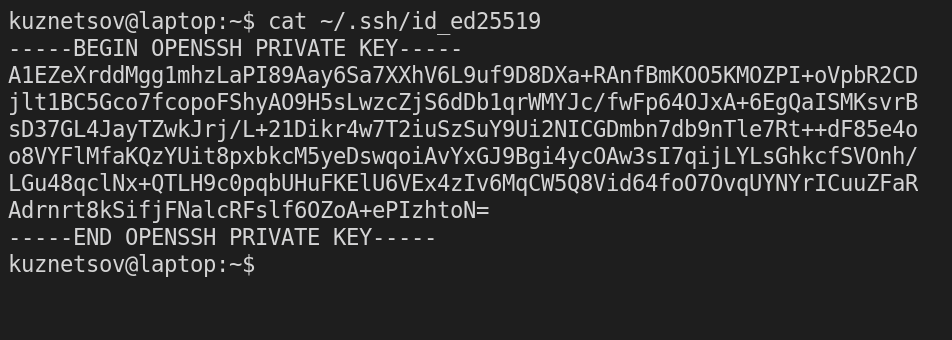 kuznetsov@laptop:~$ cat ~/.ssh/id_ed25519
-----BEGIN OPENSSH PRIVATE KEY-----
A1EZeXrddMgg1mhzLaPI89Aay6Sa7XXhV6L9uf9D8DXa+RAnfBmKOO5KMOZPI+oVpbR2CD
jlt1BC5Gco7fcopoFShyAO9H5sLwzcZjS6dDb1qrWMYJc/fwFp64OJxA+6EgQaISMKsvrB
sD37GL4JayTZwkJrj/L+21Dikr4w7T2iuSzSuY9Ui2NICGDmbn7db9nTle7Rt++dF85e4o
o8VYFlMfaKQzYUit8pxbkcM5yeDswqoiAvYxGJ9Bgi4ycOAw3sI7qijLYLsGhkcfSVOnh/
LGu48qclNx+QTLH9c0pqbUHuFKElU6VEx4zIv6MqCW5Q8Vid64foO7OvqUYNYrICuuZFaR
Adrnrt8kSifjFNalcRFslf6OZoA+ePIzhtoN=
-----END OPENSSH PRIVATE KEY-----
kuznetsov@laptop:~$